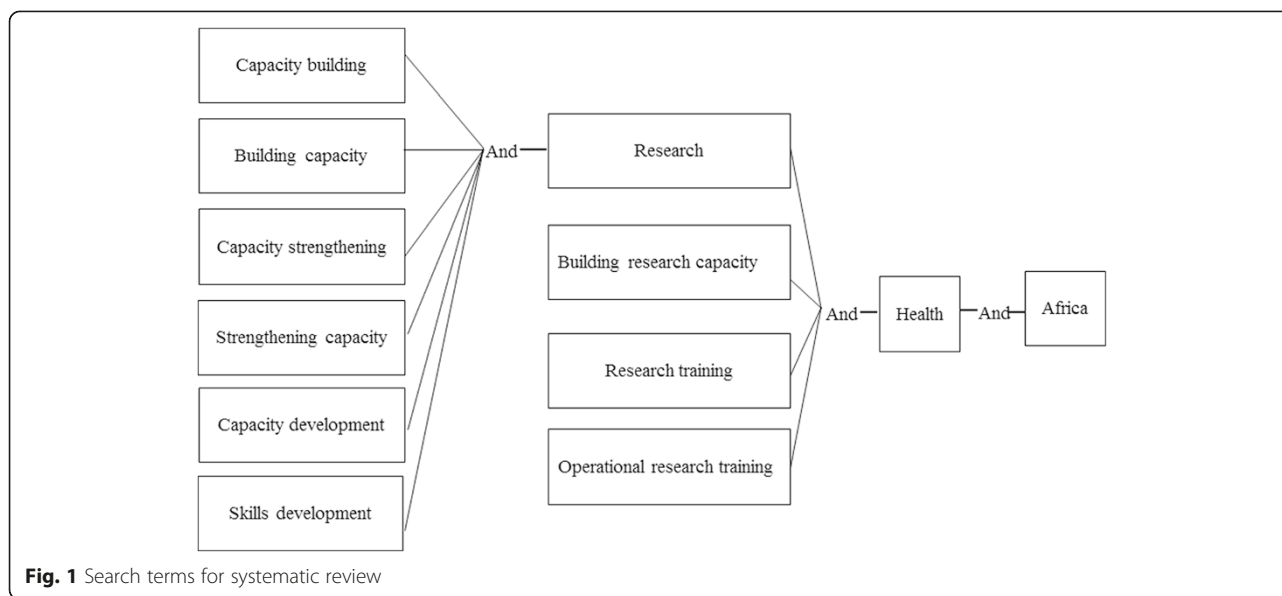 Capacity building
Building capacity
Capacity strengthening
Strengthening capacity
Capacity development
Skills development
And
Research
Building research capacity
Research training
Operational research training
And
Health
And
Africa
Fig. 1 Search terms for systematic review